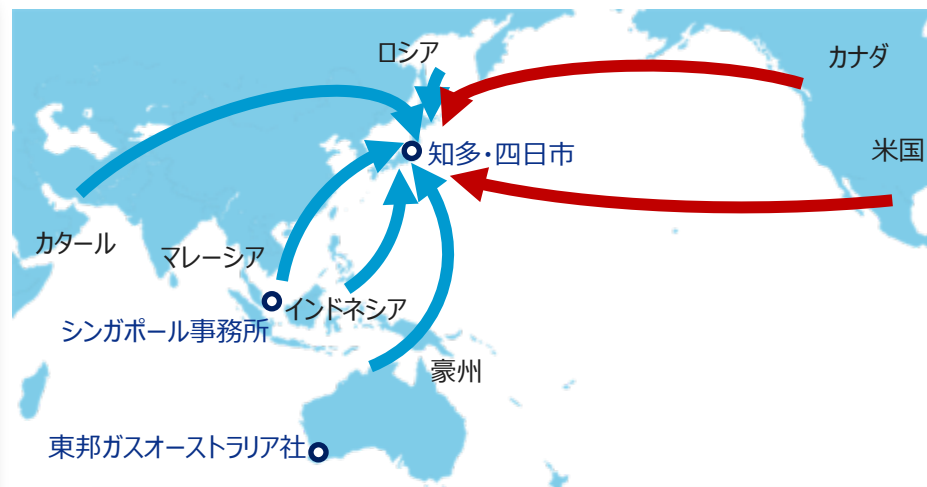 ロシア
カナダ
知多・四日市
米国
カタール
マレーシア
インドネシア
シンガポール事務所
豪州
東邦ガスオーストラリア社